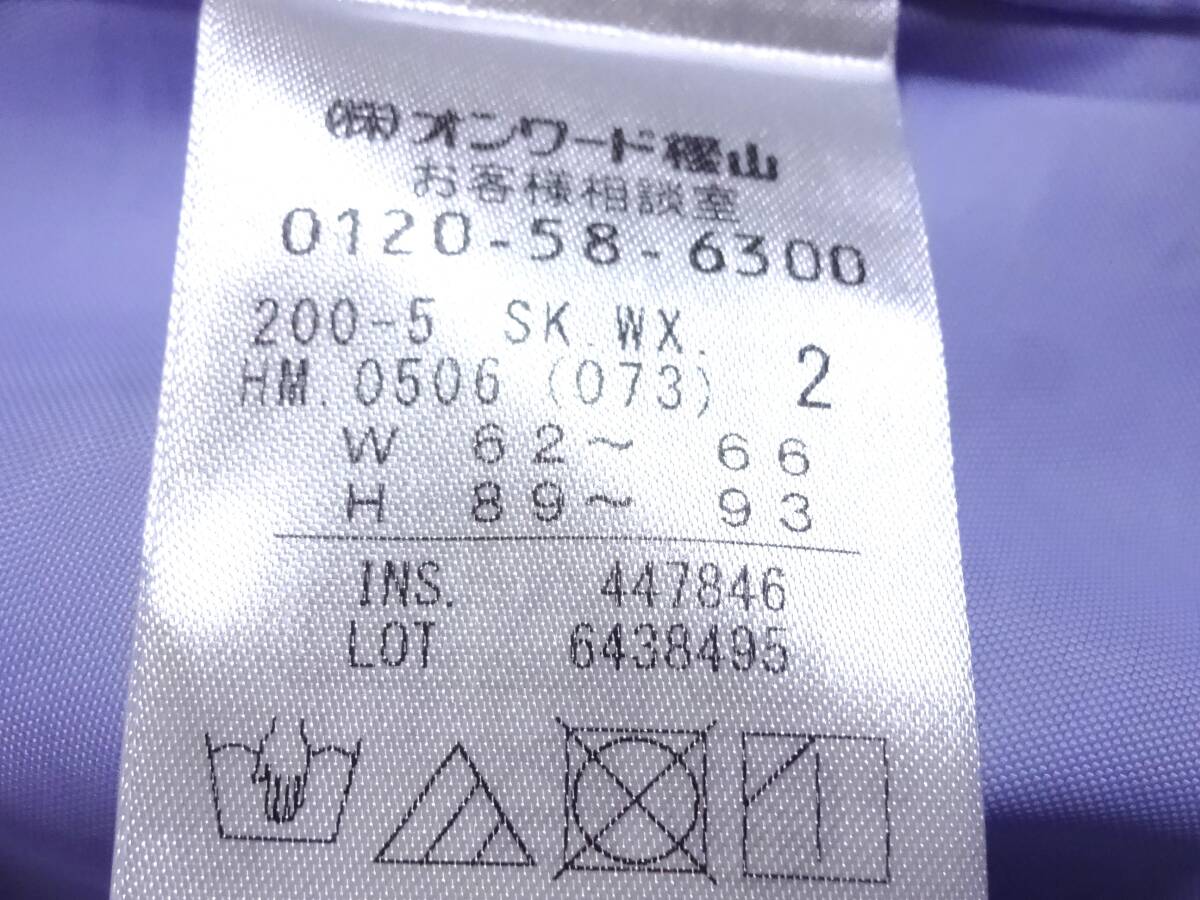 ㈱オンワード樫山
お客様相談室
0120-58-6300
200-5 SK.WX.
HM.0506(073) 2
W 62~ 66
H 89~ 93
INS. 447846
LOT 6438495